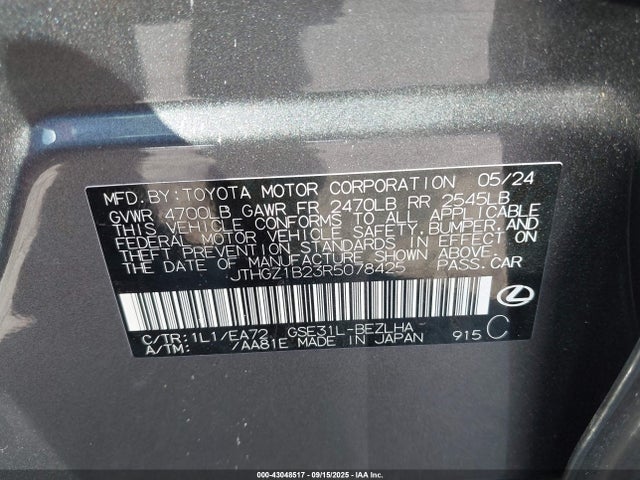 MFD. BY: TOYOTA MOTOR CORPORATION 05/24
GVWR 4700LB GAWR FR 2470LB RR 2545LB
THIS VEHICLE CONFORMS TO ALL APPLICABLE
FEDERAL MOTOR VEHICLE SAFETY, BUMPER, AND
THEFT PREVENTION STANDARDS IN EFFECT ON
THE DATE OF MANUFACTURE SHOWN ABOVE.
JTHGZ1B23R5078425 PASS. CAR
C/TR: 1L1/EA72 GSE31L-BEZLHA
A/TM: /AA81E MADE IN JAPAN 915 C
000-43048517 - 09/15/2025 - Copyright IAA, Inc.